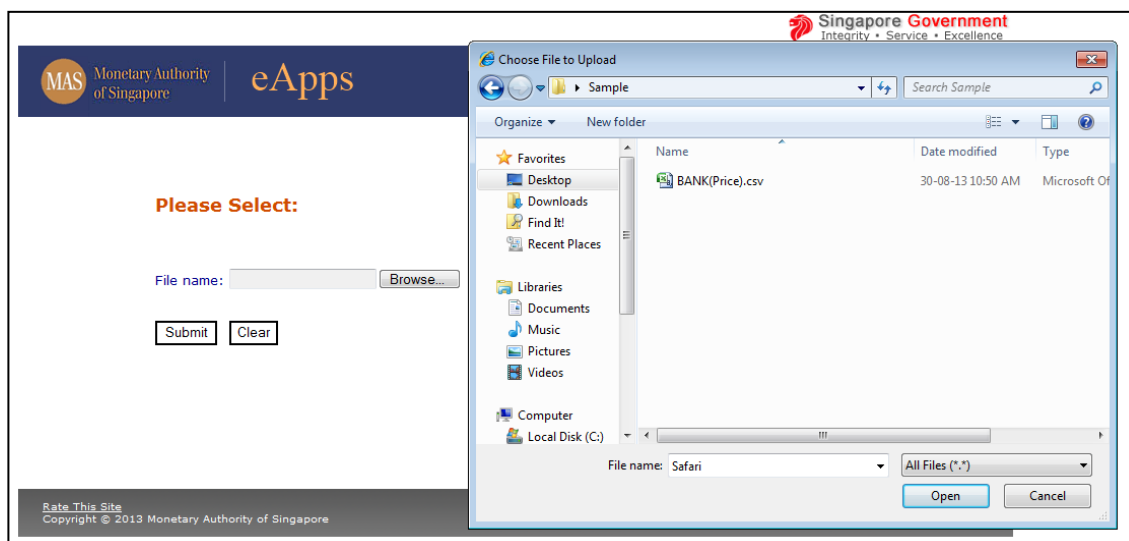 Singapore Government
Integrity • Service • Excellence
MAS
Monetary Authority
of Singapore
eApps
Please Select:
File name:
Browse...
Submit
Clear
Rate This Site
Copyright © 2013 Monetary Authority of Singapore
Choose File to Upload
Sample
Search Sample
Organize
New folder
Name
Date modified
Type
Favorites
Desktop
Downloads
Find It!
Recent Places
Libraries
Documents
Music
Pictures
Videos
Computer
Local Disk (C:)
BANK(Price).csv
30-08-13 10:50 AM
Microsoft Of
File name:
Safari
All Files (*.*)
Open
Cancel